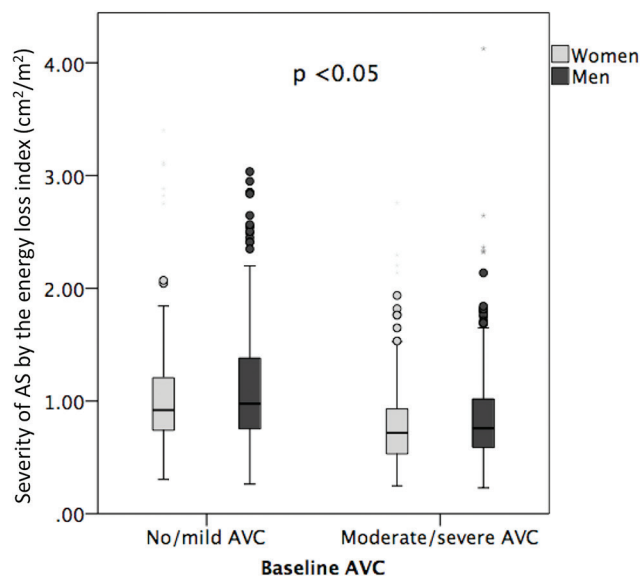 Severity of AS by the energy loss index (cm²/m²)
4.00
3.00
2.00
1.00
.00
p <0.05
Women
Men
No/mild AVC
Moderate/severe AVC
Baseline AVC